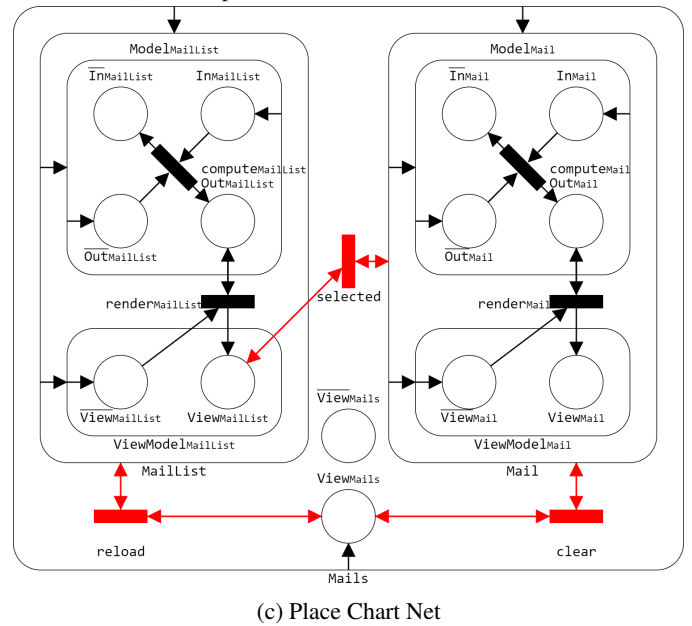 ModelMailList
ModelMail
InMailList
InMailList
InMail
InMail
computeMailList
computeMail
OutMailList
OutMail
OutMailList
OutMail
selected
renderMailList
renderMail
ViewMails
ViewMailList
ViewMailList
ViewMail
ViewMail
ViewModelMailList
ViewModelMail
MailList
Mail
ViewMails
reload
clear
Mails
(c) Place Chart Net